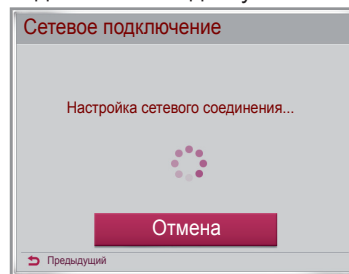 Сетевое подключение
Настройка сетевого соединения...
Отмена
Предыдущий